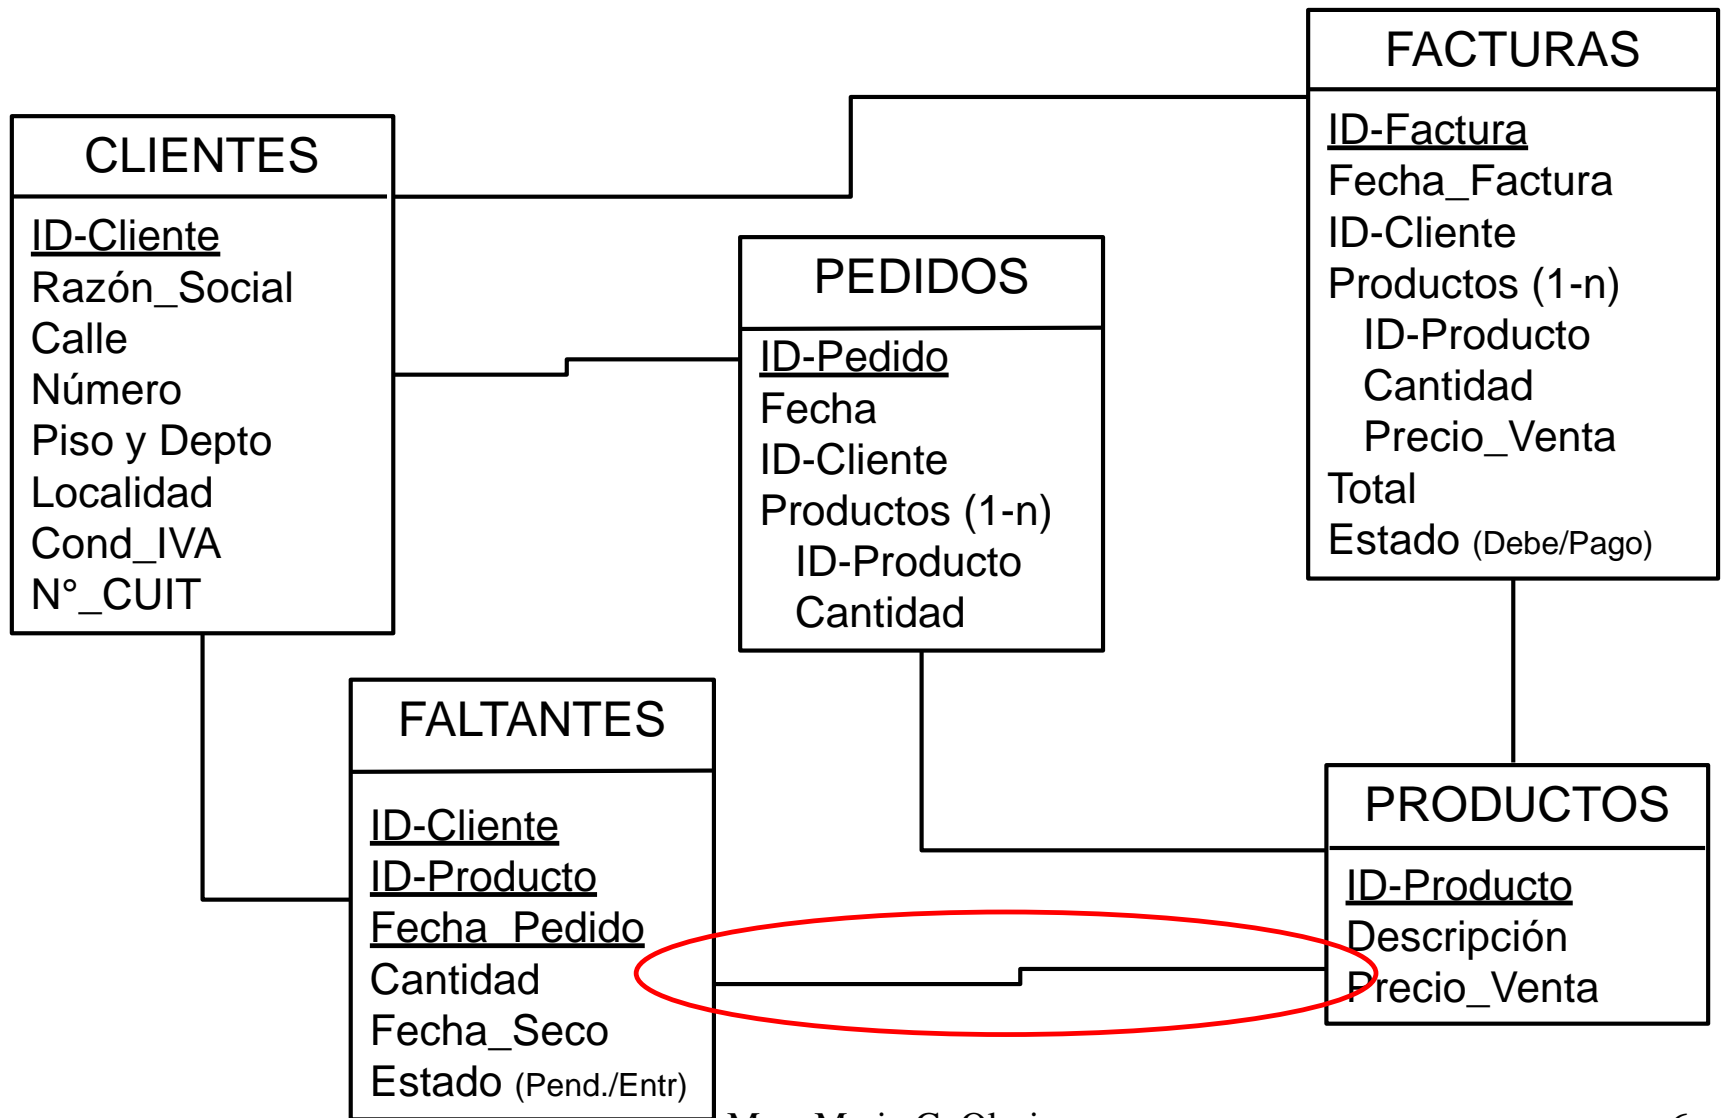 FACTURAS
ID-Factura
Fecha_Factura
ID-Cliente
Productos (1-n)
ID-Producto
Cantidad
Precio_Venta
Total
Estado (Debe/Pago)
CLIENTES
ID-Cliente
Razón_Social
Calle
Número
Piso y Depto
Localidad
Cond_IVA
N°_CUIT
PEDIDOS
ID-Pedido
Fecha
ID-Cliente
Productos (1-n)
ID-Producto
Cantidad
FALTANTES
ID-Cliente
ID-Producto
Fecha_Pedido
Cantidad
Fecha_Seco
Estado (Pend./Entr)
PRODUCTOS
ID-Producto
Descripción
Precio_Venta